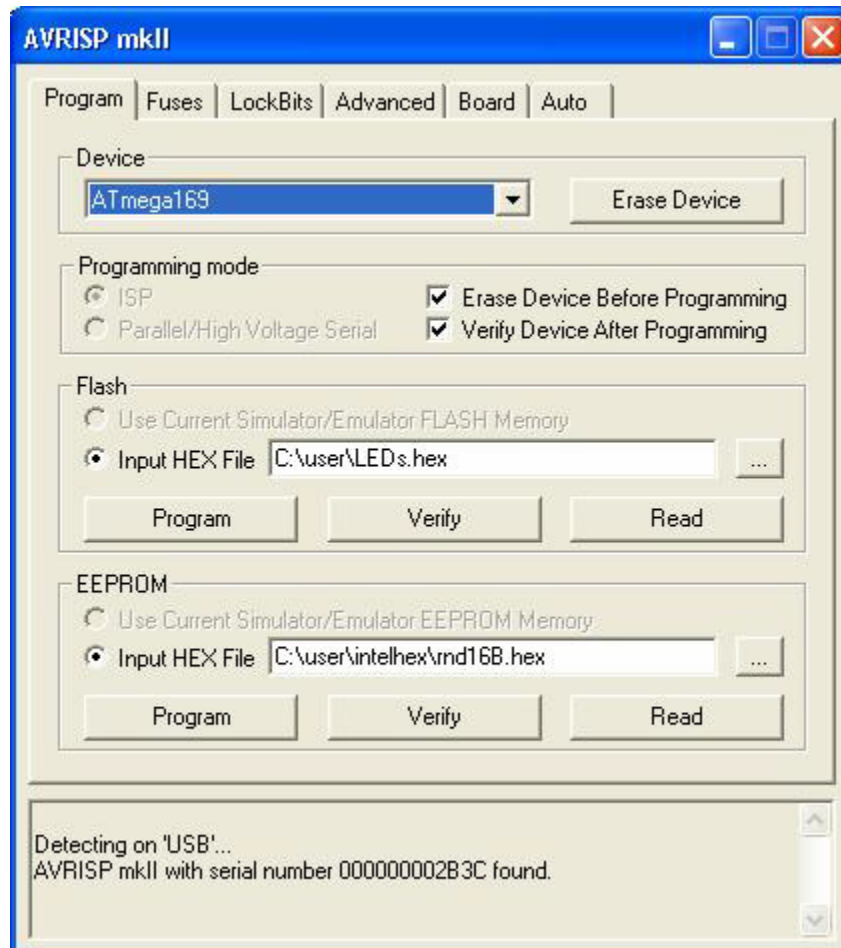 AVRISP mkII
Program Fuses LockBits Advanced Board Auto
Device
ATmega169 Erase Device
Programming mode
ISP Erase Device Before Programming
Parallel/High Voltage Serial Verify Device After Programming
Flash
Use Current Simulator/Emulator FLASH Memory
Input HEX File C:\user\LEDs.hex ...
Program Verify Read
EEPROM
Use Current Simulator/Emulator EEPROM Memory
Input HEX File C:\user\intelhex\rnd16B.hex ...
Program Verify Read
Detecting on 'USB'...
AVRISP mkII with serial number 000000002B3C found.